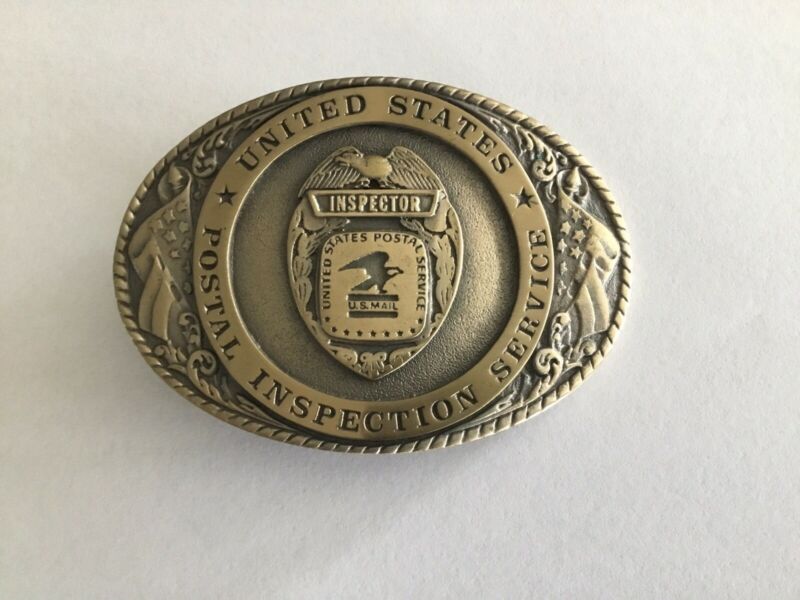 ★ UNITED STATES ★
POSTAL INSPECTION SERVICE
INSPECTOR
UNITED STATES POSTAL SERVICE
U.S. MAIL